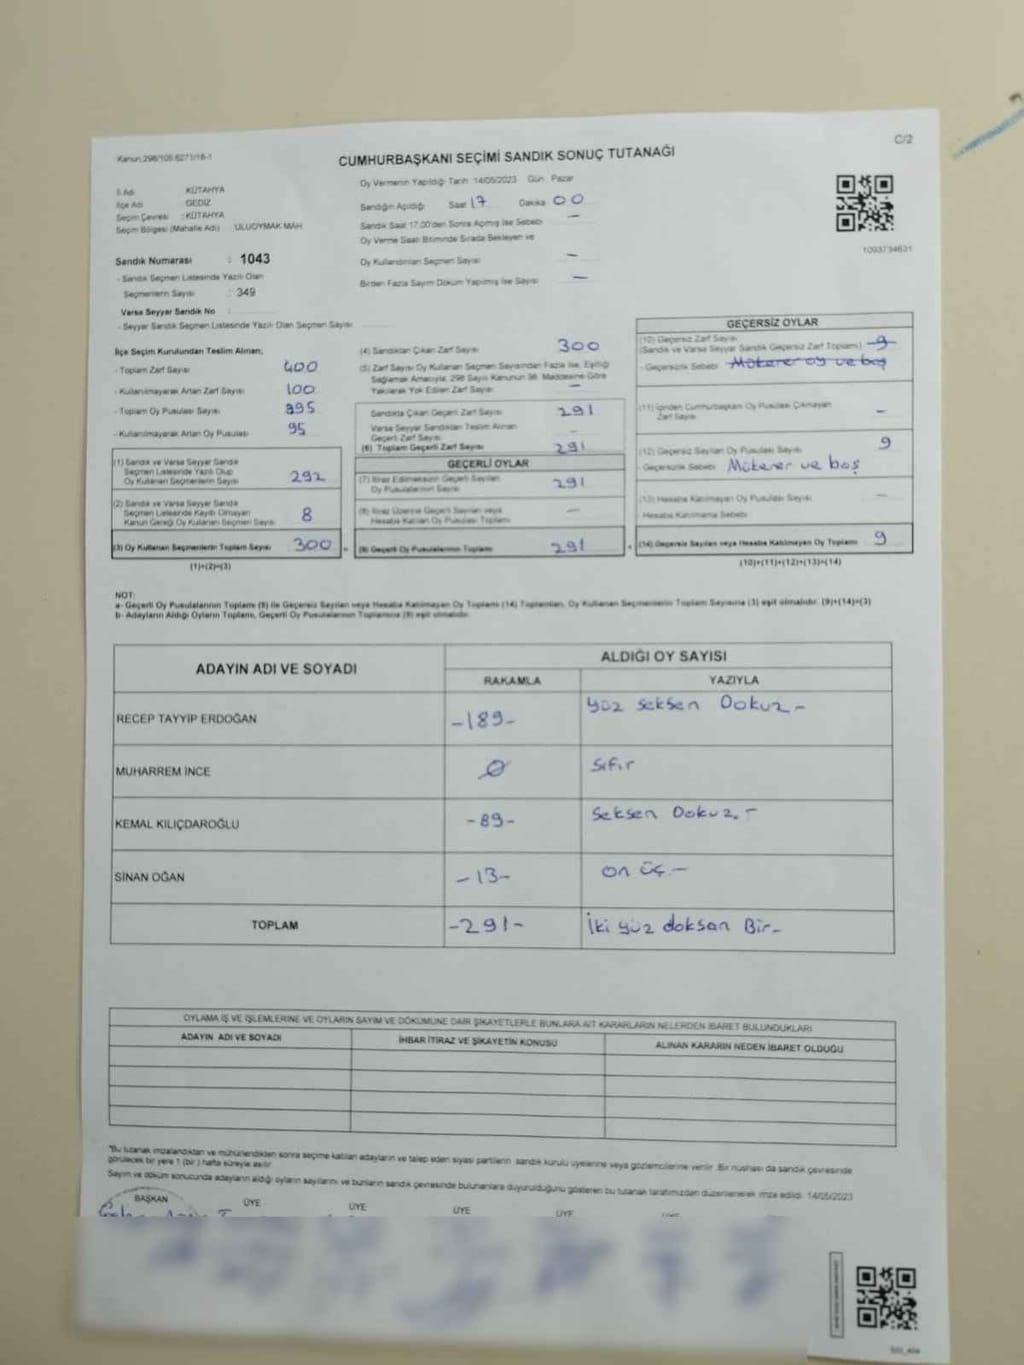 C/2
Kanun:298/105 6271/18-1
CUMHURBAŞKANI SEÇİMİ SANDIK SONUÇ TUTANAĞI
İl Adı KÜTAHYA
İlçe Adı GEDİZ
Seçim Çevresi : KÜTAHYA
Seçim Bölgesi (Mahalle Adı) ULUOYMAK MAH
Sandık Numarası : 1043
- Sandık Seçmen Listesinde Yazılı Olan
Seçmenlerin Sayısı : 349
Varsa Seyyar Sandık No :
- Seyyar Sandık Seçmen Listesinde Yazılı Olan Seçmen Sayısı
Oy Vermenin Yapıldığı Tarih :14/05/2023 Gün : Pazar
Sandığın Açıldığı Saat 17 Dakika 00
Sandık Saat 17.00'den Sonra Açılmış İse Sebebi —
Oy Verme Saati Bitiminde Sırada Bekleyen ve
Oy Kullandırılan Seçmen Sayısı —
Birden Fazla Sayım Döküm Yapılmış İse Sayısı —
1093734631
İlçe Seçim Kurulundan Teslim Alınan;
- Toplam Zarf Sayısı 400
- Kullanılmayarak Artan Zarf Sayısı 100
- Toplam Oy Pusulası Sayısı 395
- Kullanılmayarak Artan Oy Pusulası 95
(1) Sandık ve Varsa Seyyar Sandık
Seçmen Listesinde Yazılı Olup
Oy Kullanan Seçmenlerin Sayısı 292
(2) Sandık ve Varsa Seyyar Sandık
Seçmen Listesinde Kayıtlı Olmayan
Kanun Gereği Oy Kullanan Seçmen Sayısı 8
(3) Oy Kullanan Seçmenlerin Toplam Sayısı 300
(1)+(2)=(3)
(4) Sandıktan Çıkan Zarf Sayısı 300
(5) Zarf Sayısı Oy Kullanan Seçmen Sayısından Fazla İse, Eşitliği
Sağlamak Amacıyla, 298 Sayılı Kanunun 98. Maddesine Göre
Yakılarak Yok Edilen Zarf Sayısı —
Sandıkta Çıkan Geçerli Zarf Sayısı 291
Varsa Seyyar Sandıktan Teslim Alınan
Geçerli Zarf Sayısı -
(6) Toplam Geçerli Zarf Sayısı 291
GEÇERLİ OYLAR
(7) İtiraz Edilmeksizin Geçerli Sayılan
Oy Pusulalarının Sayısı 291
(8) İtiraz Üzerine Geçerli Sayılan veya
Hesaba Katılan Oy Pusulası Toplamı —
(9) Geçerli Oy Pusulalarının Toplamı 291
GEÇERSİZ OYLAR
(10) Geçersiz Zarf Sayısı
(Sandık ve Varsa Seyyar Sandık Geçersiz Zarf Toplamı) 9
- Geçersizlik Sebebi Mükerer oy ve boş
(11) İçinden Cumhurbaşkanı Oy Pusulası Çıkmayan
Zarf Sayısı —
(12) Geçersiz Sayılan Oy Pusulası Sayısı 9
- Geçersizlik Sebebi Mükerer ve boş
(13) Hesaba Katılmayan Oy Pusulası Sayısı —
- Hesaba Katılmama Sebebi
(14) Geçersiz Sayılan veya Hesaba Katılmayan Oy Toplamı 9
(10)+(11)+(12)+(13)=(14)
NOT:
a- Geçerli Oy Pusulalarının Toplamı (9) ile Geçersiz Sayılan veya Hesaba Katılmayan Oy Toplamı (14) Toplamları, Oy Kullanan Seçmenlerin Toplam Sayısına (3) eşit olmalıdır. (9)+(14)=(3)
b- Adayların Aldığı Oyların Toplamı, Geçerli Oy Pusulalarının Toplamına (9) eşit olmalıdır.
ADAYIN ADI VE SOYADI
ALDIĞI OY SAYISI
RAKAMLA YAZIYLA
RECEP TAYYİP ERDOĞAN -189- yüz seksen Dokuz -
MUHARREM İNCE 0 sıfır
KEMAL KILIÇDAROĞLU -89- Seksen Dokuz. -
SİNAN OĞAN -13- on üç. -
TOPLAM -291- İki yüz doksan Bir -
OYLAMA İŞ VE İŞLEMLERİNE VE OYLARIN SAYIM VE DÖKÜMÜNE DAİR ŞİKAYETLERLE BUNLARA AİT KARARLARIN NELERDEN İBARET BULUNDUKLARI
ADAYIN ADI VE SOYADI İHBAR İTİRAZ VE ŞİKAYETİN KONUSU ALINAN KARARIN NEDEN İBARET OLDUĞU
*Bu tutanak imzalandıktan ve mühürlendikten sonra seçime katılan adayların ve talep eden siyasi partilerin sandık kurulu üyelerine veya gözlemcilerine verilir. Bir nüshası da sandık çevresinde
görülecek bir yere 1 (bir) hafta süreyle asılır.
Sayım ve döküm sonucunda adayların aldığı oyların sayılarını ve bunların sandık çevresinde bulunanlara duyurulduğunu gösteren bu tutanak tarafımızdan düzenlenerek imza edildi. 14/05/2023
BAŞKAN ÜYE ÜYE ÜYE ÜYE